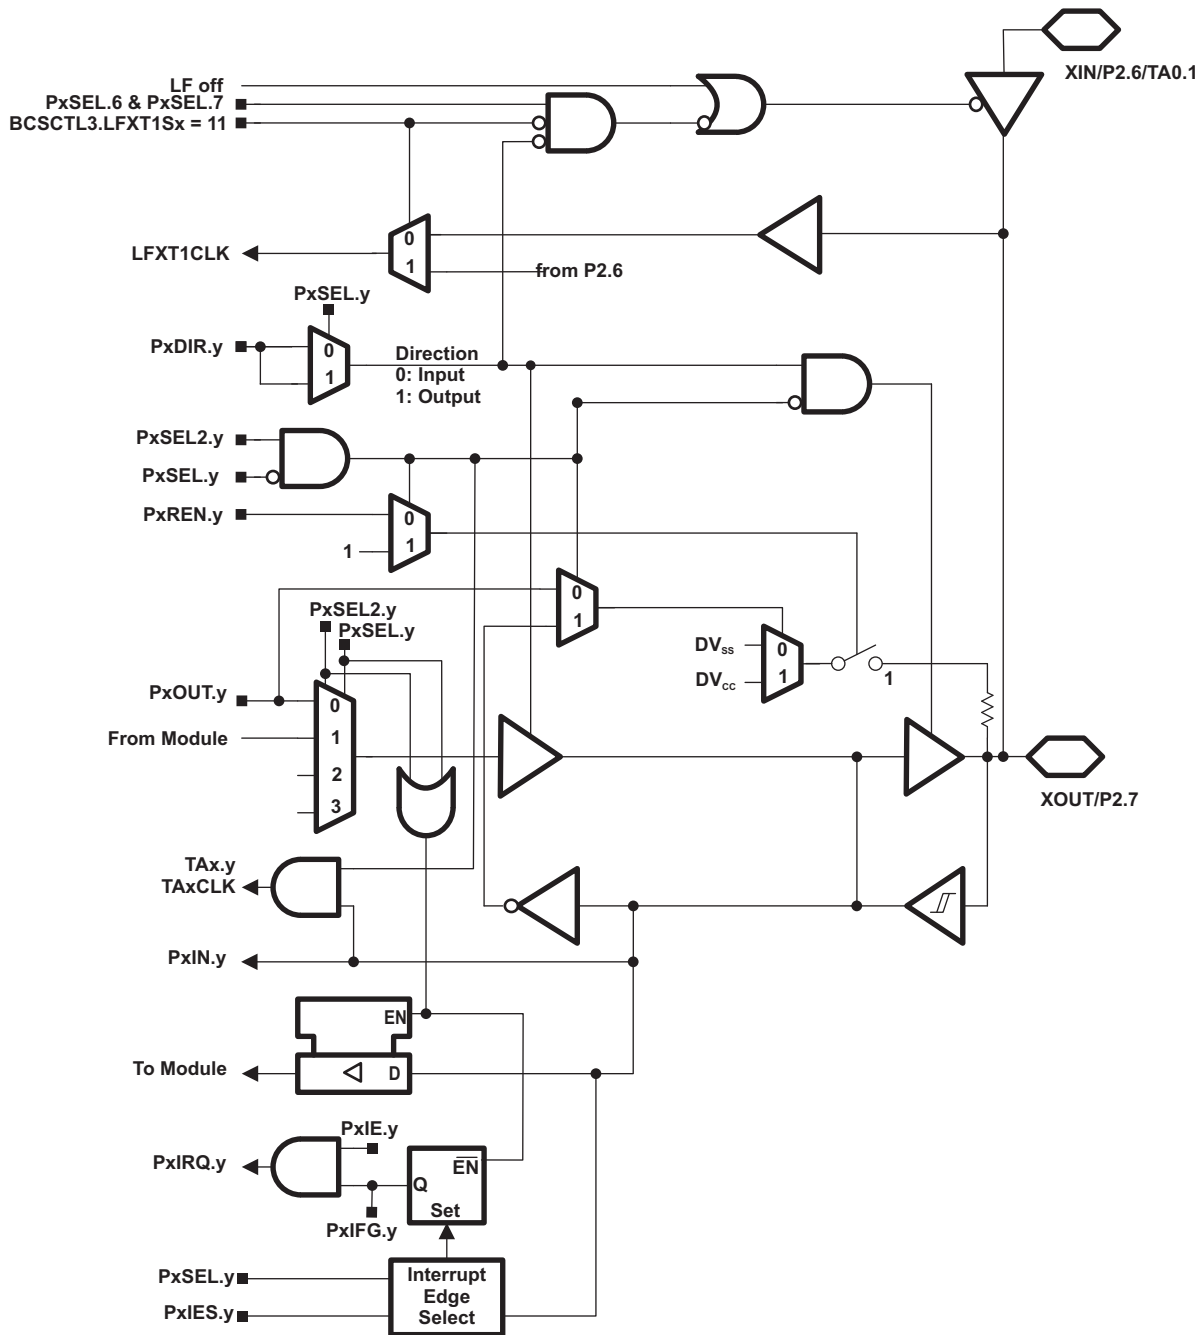 XIN/P2.6/TA0.1
LF off
PxSEL.6 & PxSEL.7
BCSCTL3.LFXT1Sx = 11
LFXT1CLK
0
1
from P2.6
PxSEL.y
PxDIR.y
0
1
Direction
0: Input
1: Output
PxSEL2.y
PxSEL.y
PxREN.y
0
1
1
0
1
PxSEL2.y
PxSEL.y
DVss
DVcc
0
1
1
PxOUT.y
From Module
0
1
2
3
XOUT/P2.7
TAx.y
TAxCLK
PxIN.y
EN
To Module
D
PxIE.y
PxIRQ.y
EN
Q
Set
PxIFG.y
PxSEL.y
PxIES.y
Interrupt
Edge
Select